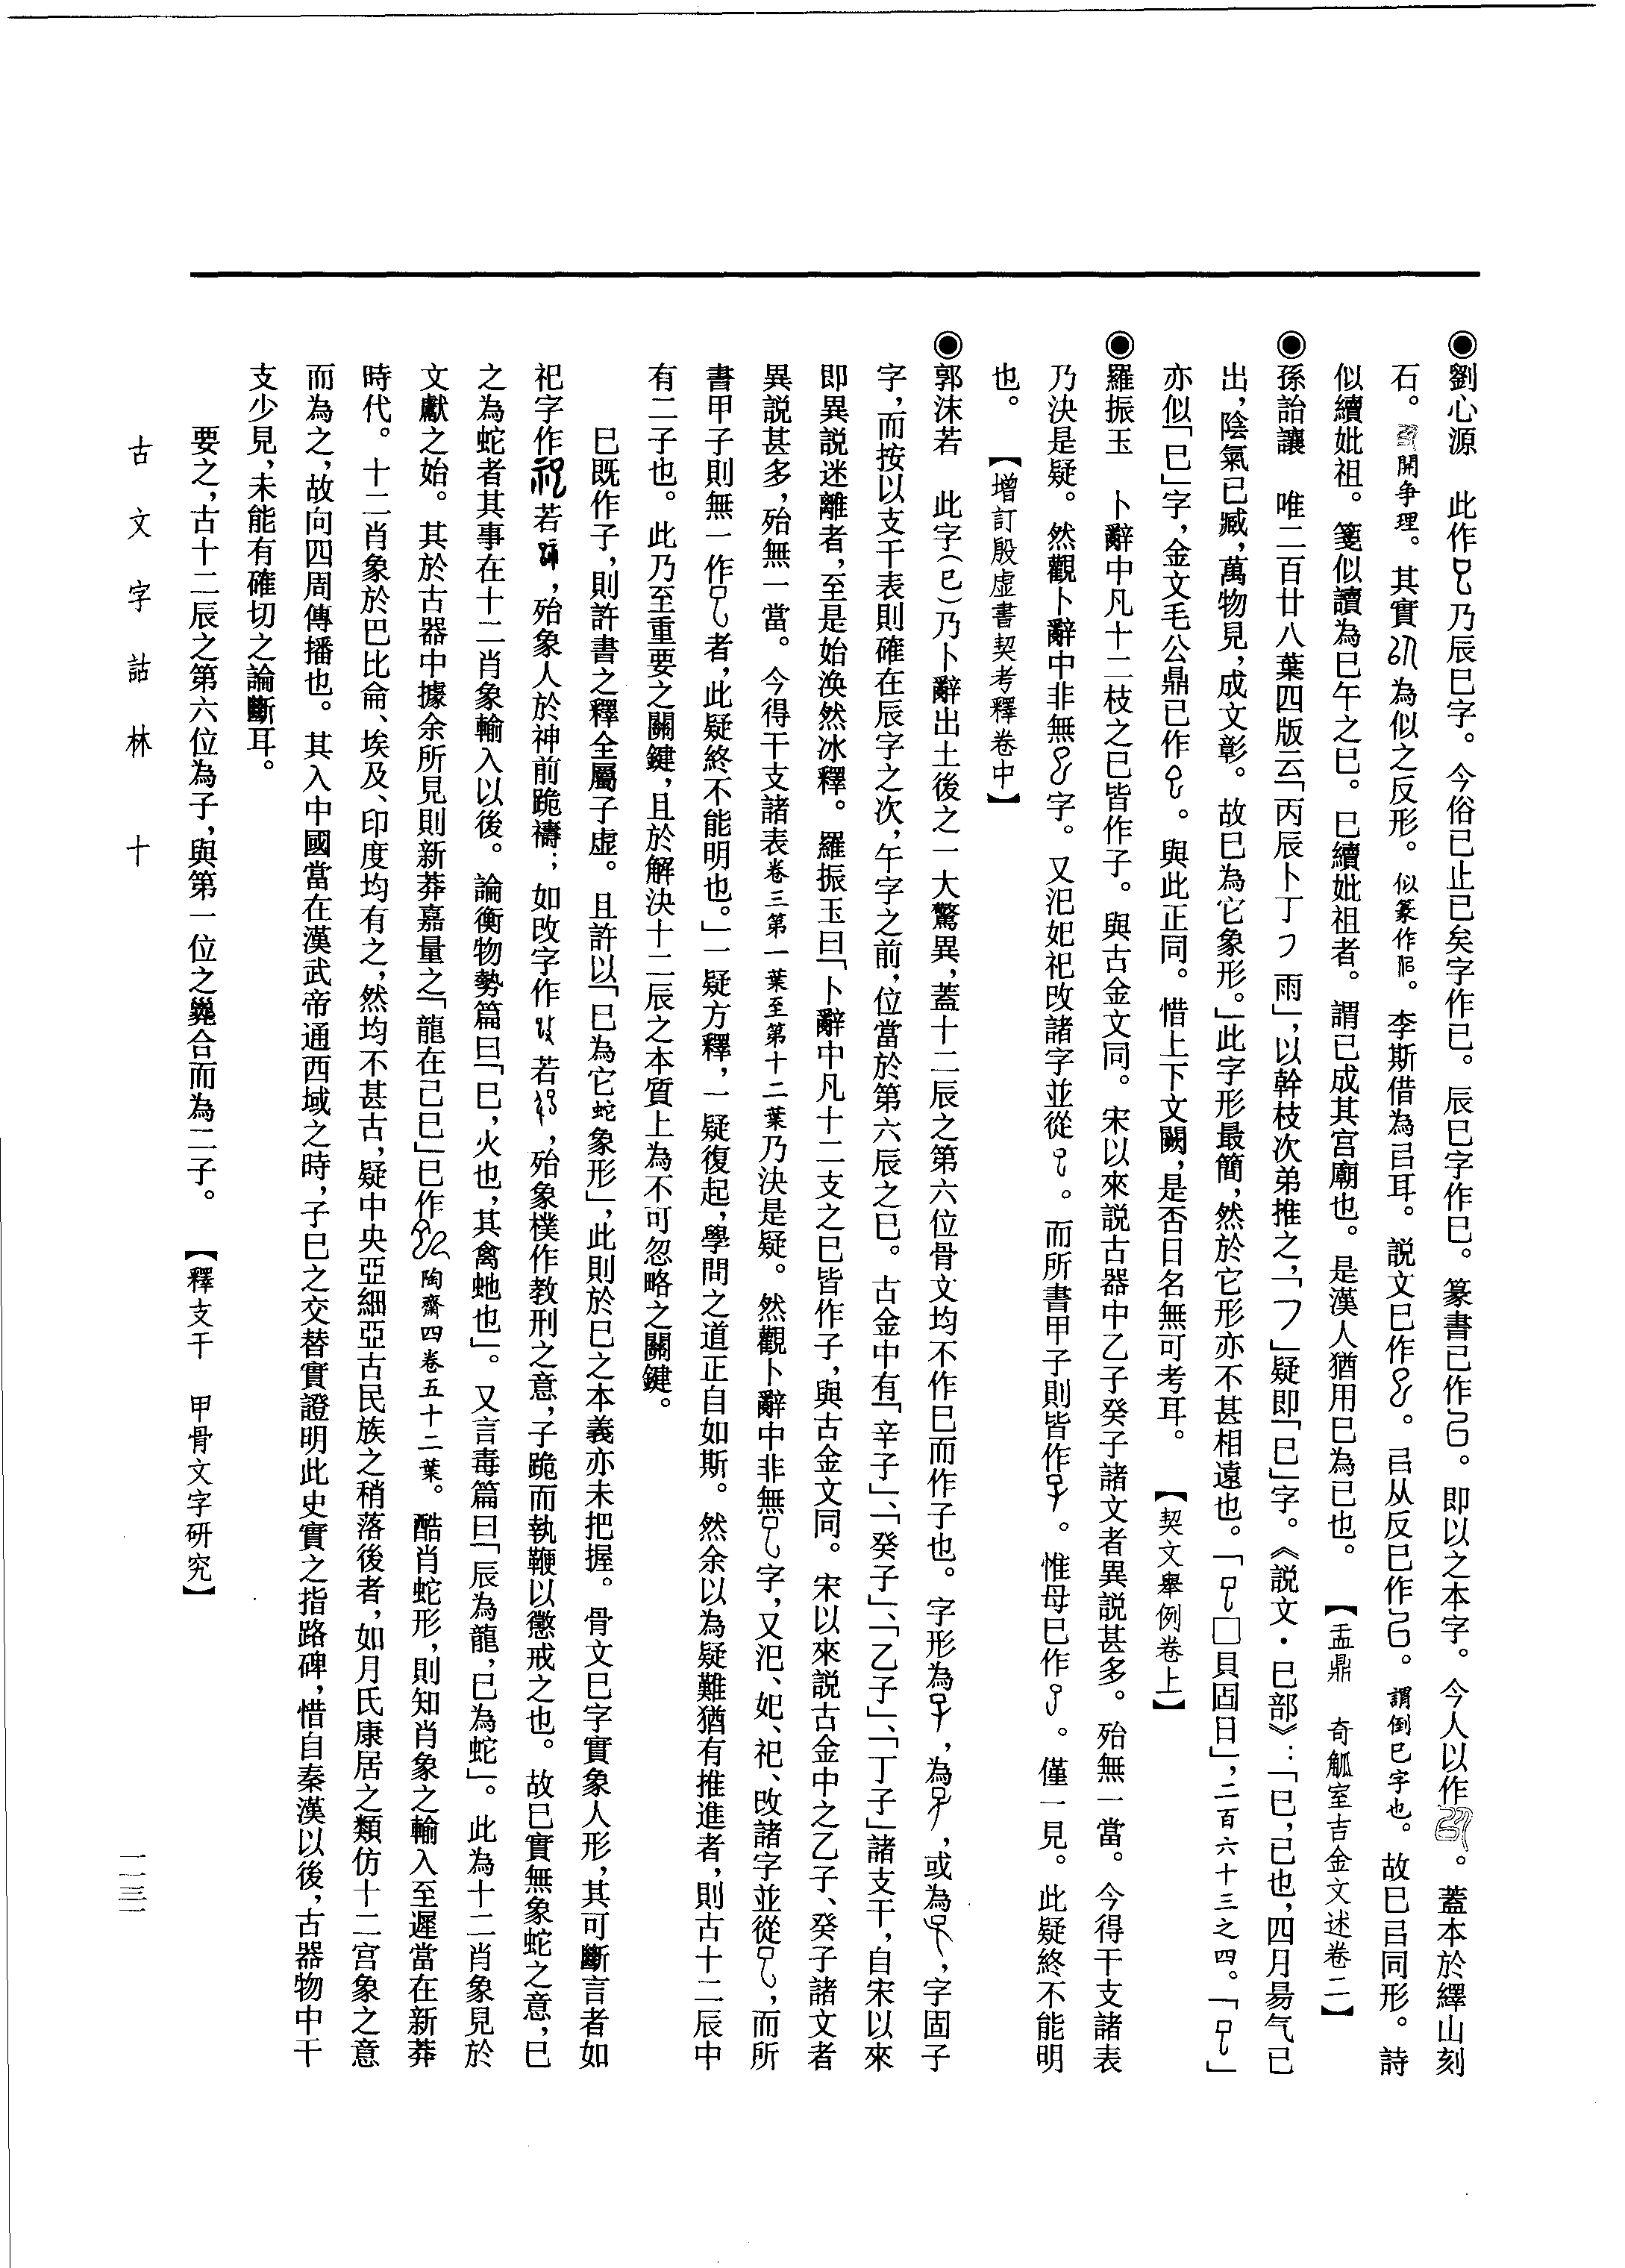 ◉劉心源　此作乃辰巳字。今俗已止已矣字作已。辰巳字作巳。篆書已作。即以之本字。今人以作。蓋本於繹山刻
石。開争理。其實為似之反形。似篆作。李斯借為㠯耳。説文巳作。㠯从反巳作。謂倒巳字也。故巳㠯同形。詩
似續妣祖。箋似讀為巳午之巳。巳續妣祖者。謂已成其宫廟也。是漢人猶用巳為已也。【盂鼎　奇觚室吉金文述卷二】
◉孫詒讓　唯二百廿八葉四版云「丙辰卜丁雨」，以幹枝次弟推之，「」疑即「巳」字。《説文·巳部》：「巳，已也，四月昜气已
出，陰氣已臧，萬物見，成文彰。故巳為它象形。」此字形最簡，然於它形亦不甚相遠也。「□貝囙日」，二百六十三之四。「」
亦似「巳」字，金文毛公鼎已作。與此正同。惜上下文闕，是否日名無可考耳。【契文舉例卷上】
◉羅振玉　卜辭中凡十二枝之巳皆作子。與古金文同。宋以來説古器中乙子癸子諸文者異説甚多。殆無一當。今得干支諸表
乃決是疑。然觀卜辭中非無字。又汜妃祀改諸字並從。而所書甲子則皆作。惟母巳作。僅一見。此疑終不能明
也。【增訂殷虚書契考釋卷中】
◉郭沫若　此字（巳）乃卜辭出土後之一大驚異，蓋十二辰之第六位骨文均不作巳而作子也。字形為，為，或為，字固子
字，而按以支干表則確在辰字之次，午字之前，位當於第六辰之巳。古金中有「辛子」、「癸子」、「乙子」、「丁子」諸支干，自宋以來
即異説迷離者，至是始涣然冰釋。羅振玉曰「卜辭中凡十二支之巳皆作子，與古金文同。宋以來説古金中之乙子、癸子諸文者
異説甚多，殆無一當。今得干支諸表卷三第一葉至第十二葉乃決是疑。然觀卜辭中非無字，又汜、妃、祀、改諸字並從，而所
書甲子則無一作者，此疑終不能明也。」一疑方釋，一疑復起，學問之道正自如斯。然余以為疑難猶有推進者，則古十二辰中
有二子也。此乃至重要之關鍵，且於解決十二辰之本質上為不可忽略之關鍵。
巳既作子，則許書之釋全屬子虚。且許以「巳為它蛇象形」，此則於巳之本義亦未把握。骨文巳字實象人形，其可斷言者如
祀字作若，殆象人於神前跪禱；如改字作若，殆象樸作教刑之意，子跪而執鞭以懲戒之也。故巳實無象蛇之意，巳
之為蛇者其事在十二肖象輸入以後。論衡物勢篇曰「巳，火也，其禽虵也」。又言毒篇曰「辰為龍，巳為蛇」。此為十二肖象見於
文獻之始。其於古器中據余所見則新莽嘉量之「龍在己巳」巳作陶齋四卷五十二葉。酷肖蛇形，則知肖象之輸入至遲當在新莽
時代。十二肖象於巴比侖、埃及、印度均有之，然均不甚古，疑中央亞細亞古民族之稍落後者，如月氏康居之類仿十二宫象之意
而為之，故向四周傳播也。其入中國當在漢武帝通西域之時，子巳之交替實證明此史實之指路碑，惜自秦漢以後，古器物中干
支少見，未能有確切之論斷耳。
要之，古十二辰之第六位為子，與第一位之㠱合而為二子。【釋支干　甲骨文字研究】
古文字詁林　十
一一三一